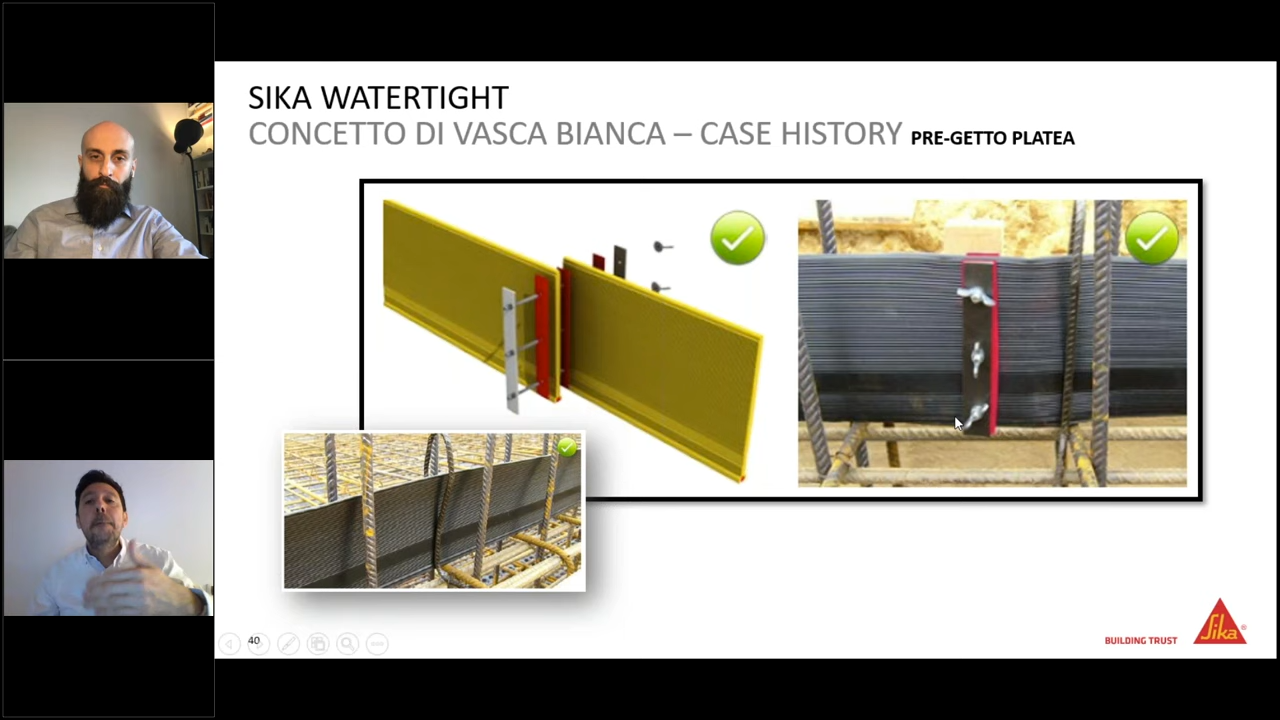 SIKA WATERTIGHT
CONCETTO DI VASCA BIANCA – CASE HISTORY PRE-GETTO PLATEA
40
BUILDING TRUST
Sika®